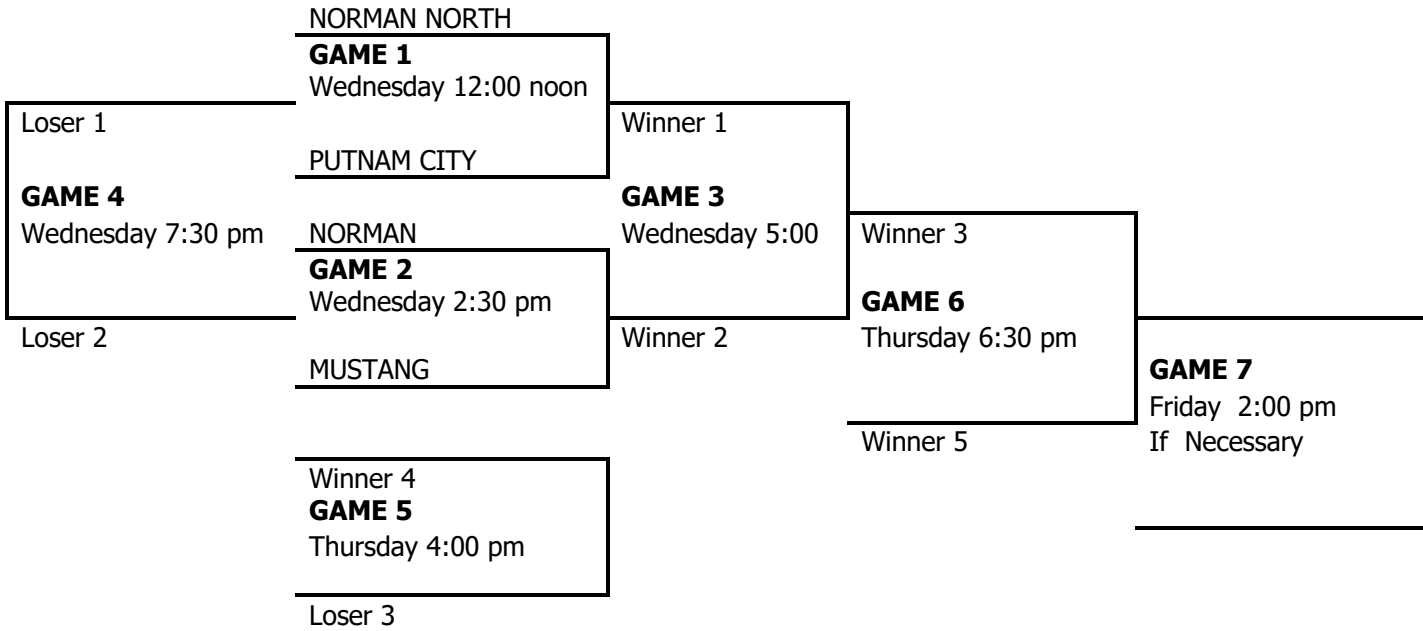 NORMAN NORTH
GAME 1
Wednesday 12:00 noon
Loser 1
Winner 1
PUTNAM CITY
GAME 4
GAME 3
Wednesday 7:30 pm
NORMAN
Wednesday 5:00
Winner 3
GAME 2
Wednesday 2:30 pm
GAME 6
Loser 2
Winner 2
Thursday 6:30 pm
MUSTANG
GAME 7
Friday 2:00 pm
Winner 5
If Necessary
Winner 4
GAME 5
Thursday 4:00 pm
Loser 3